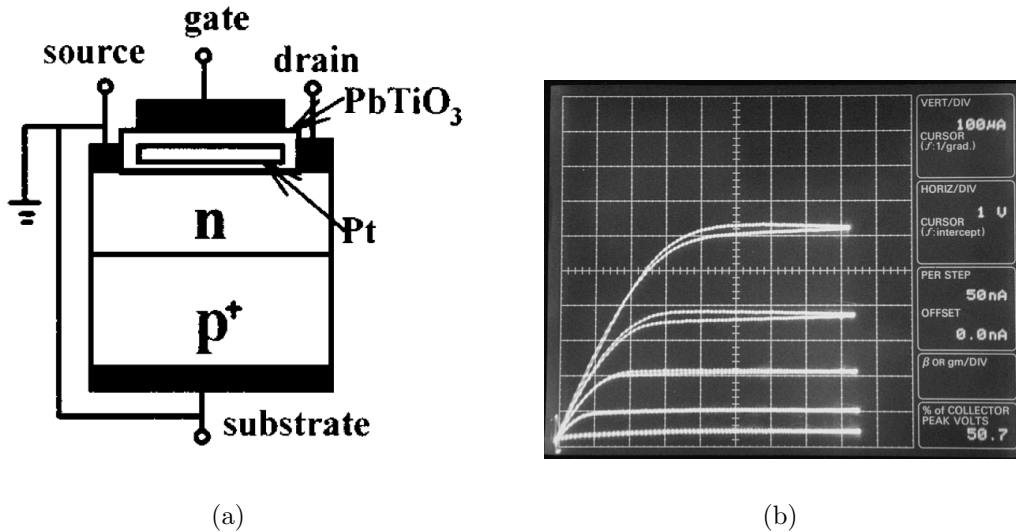 gate
source
drain
PbTiO₃
n
Pt
p⁺
substrate
(a)
VERT/DIV
100µA
CURSOR
(ƒ:1/grad.)
HORIZ/DIV
1 V
CURSOR
(ƒ:intercept)
PER STEP
50nA
OFFSET
0.0nA
β OR gm/DIV
% of COLLECTOR
PEAK VOLTS
50.7
(b)